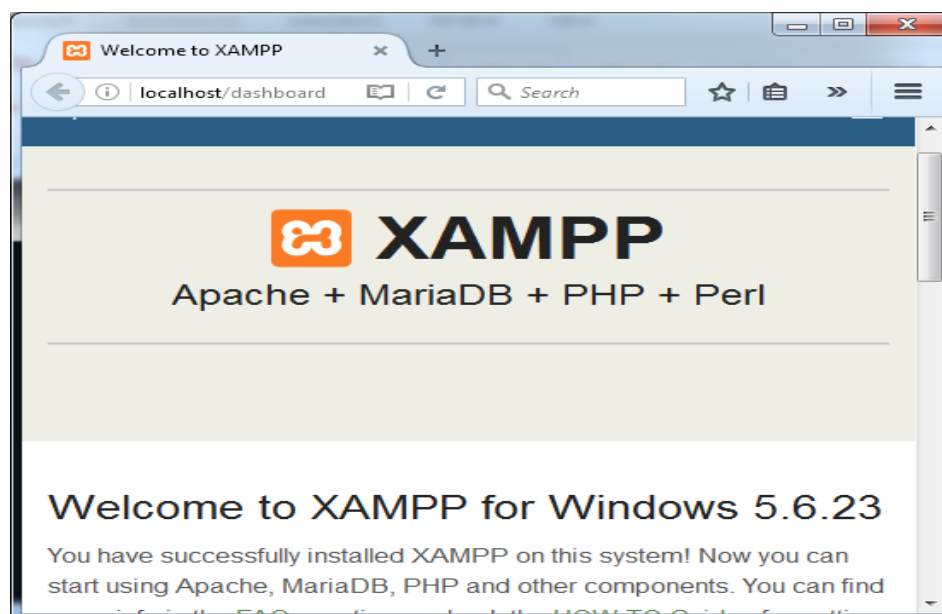 Welcome to XAMPP
localhost/dashboard
Search
XAMPP
Apache + MariaDB + PHP + Perl
Welcome to XAMPP for Windows 5.6.23
You have successfully installed XAMPP on this system! Now you can
start using Apache, MariaDB, PHP and other components. You can find